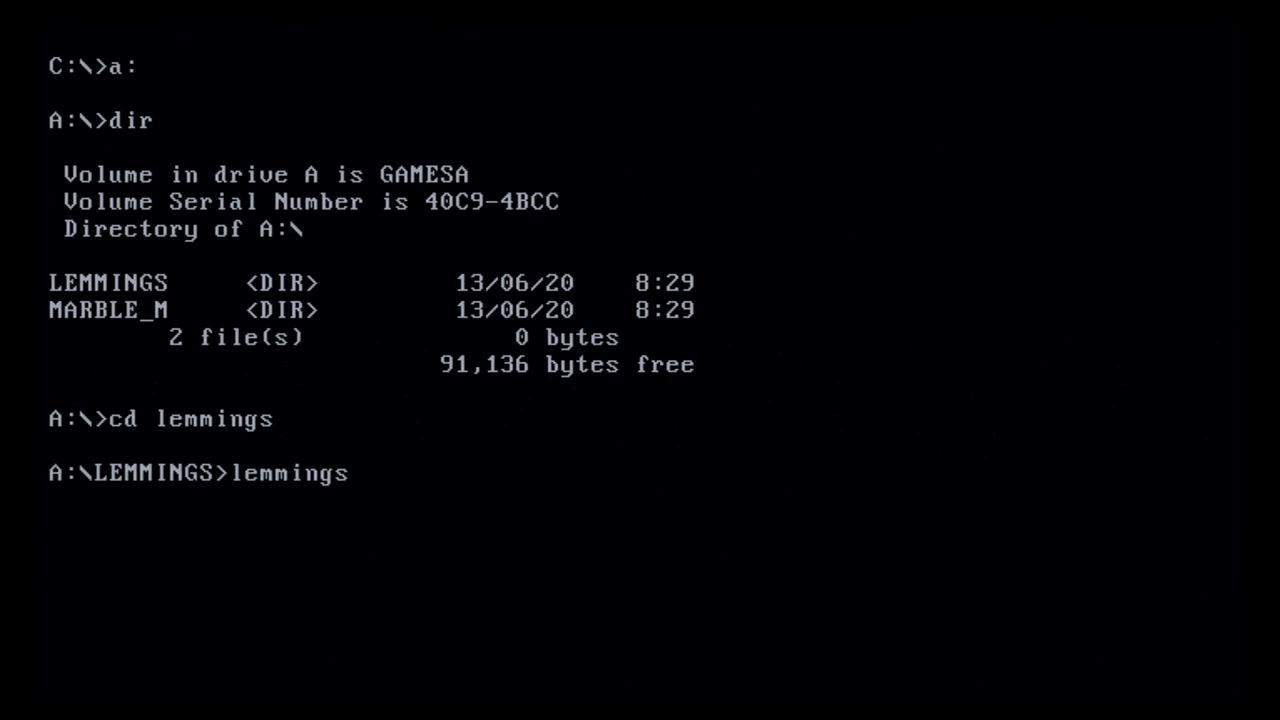 C:\>a:
A:\>dir
Volume in drive A is GAMESA
Volume Serial Number is 40C9-4BCC
Directory of A:\
LEMMINGS <DIR> 13/06/20 8:29
MARBLE_M <DIR> 13/06/20 8:29
2 file(s) 0 bytes
91,136 bytes free
A:\>cd lemmings
A:\LEMMINGS>lemmings